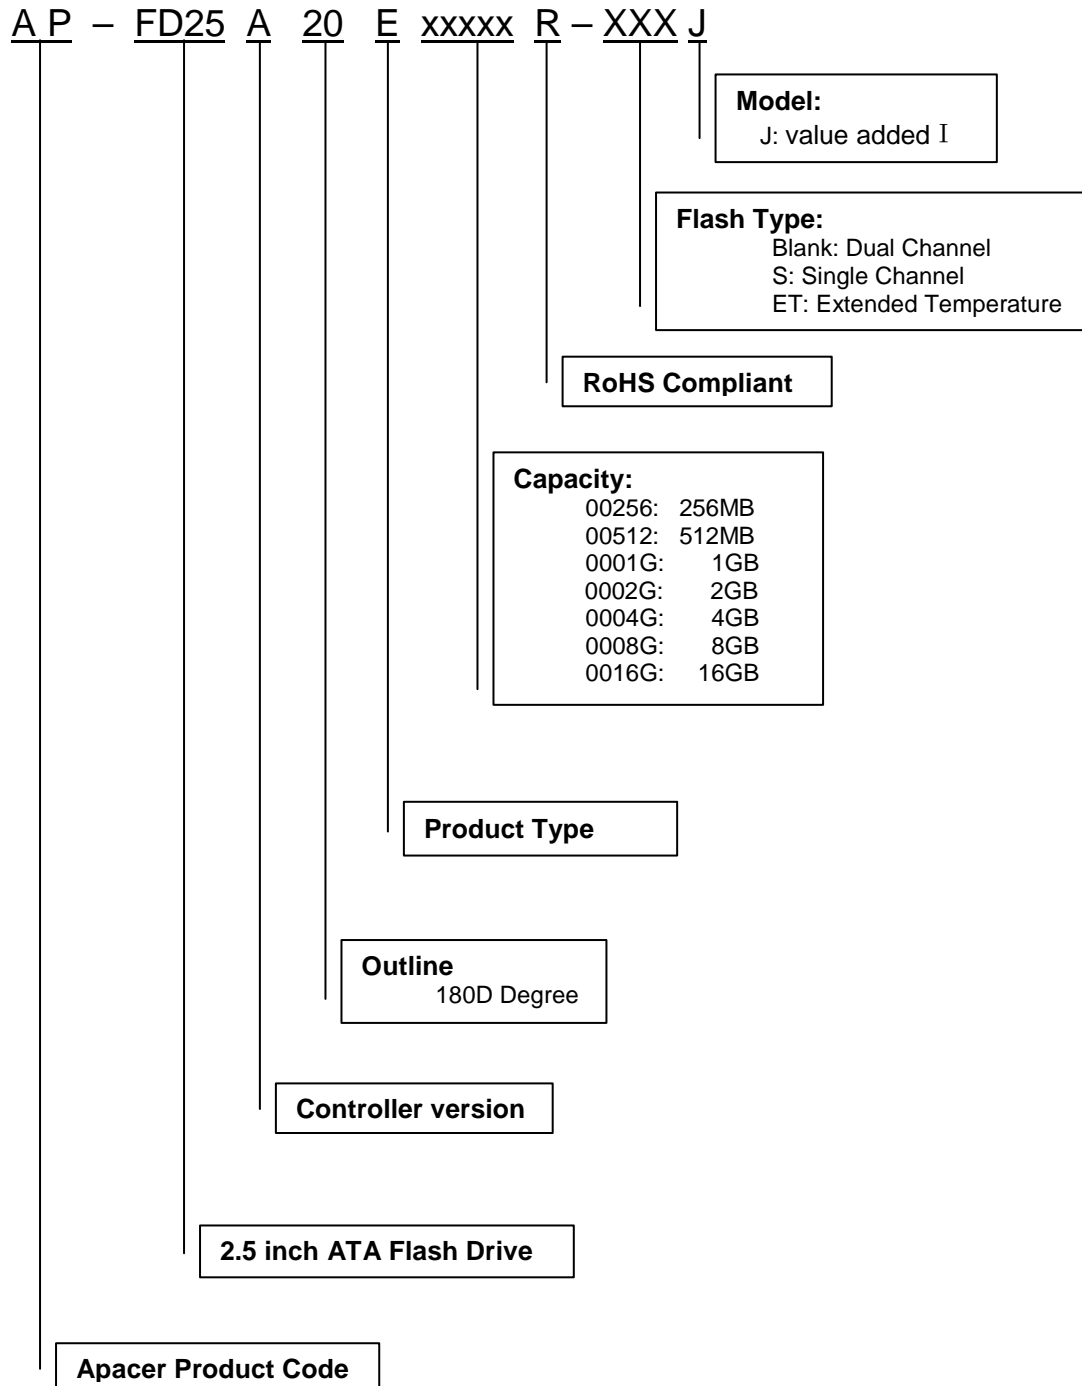 A P – FD25 A 20 E xxxxx R – XXX J
Model:
J: value added I
Flash Type:
Blank: Dual Channel
S: Single Channel
ET: Extended Temperature
RoHS Compliant
Capacity:
00256: 256MB
00512: 512MB
0001G: 1GB
0002G: 2GB
0004G: 4GB
0008G: 8GB
0016G: 16GB
Product Type
Outline
180D Degree
Controller version
2.5 inch ATA Flash Drive
Apacer Product Code